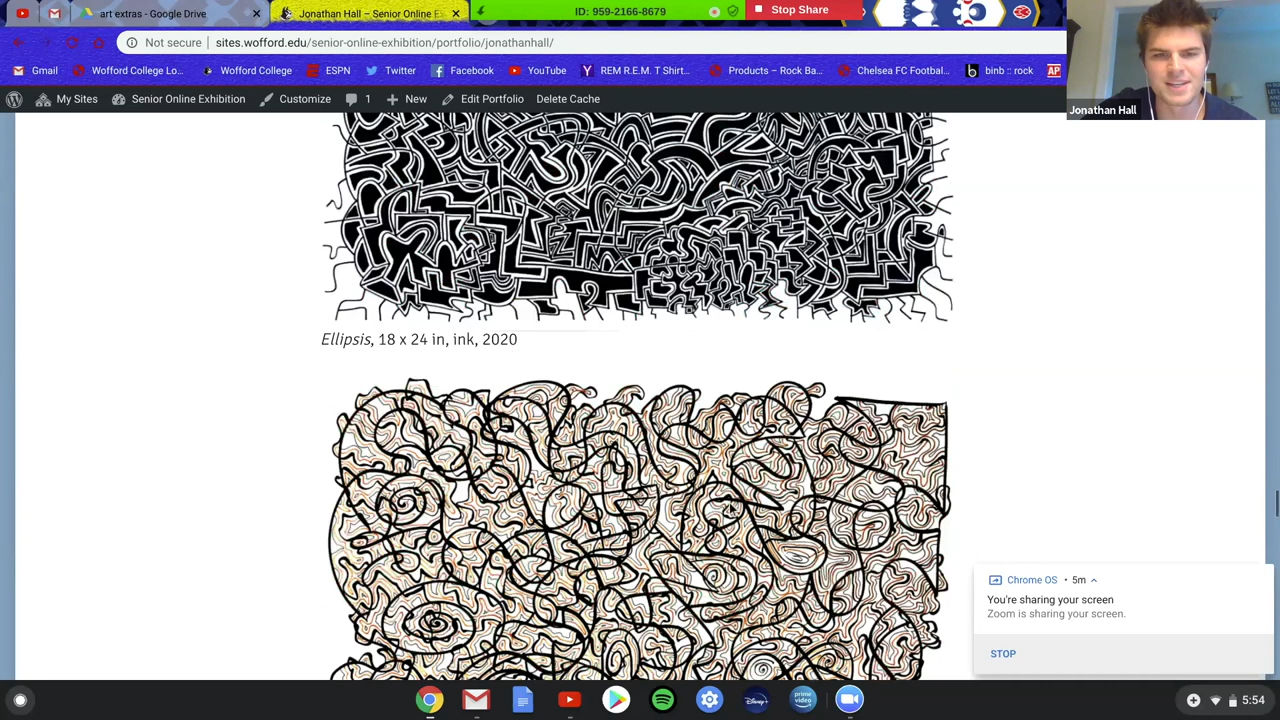 art extras - Google Drive
Jonathan Hall – Senior Online E
ID: 959-2166-8679
Stop Share
Not secure
sites.wofford.edu/senior-online-exhibition/portfolio/jonathanhall/
Gmail
Wofford College Lo...
Wofford College
ESPN
Twitter
Facebook
YouTube
REM R.E.M. T Shirt...
Products – Rock Ba...
Chelsea FC Footbal...
binb :: rock
AP
Jonathan Hall
My Sites
Senior Online Exhibition
Customize
1
New
Edit Portfolio
Delete Cache
Ellipsis, 18 x 24 in, ink, 2020
Chrome OS • 5m
You're sharing your screen
Zoom is sharing your screen.
STOP
Disney+
prime video
5:54